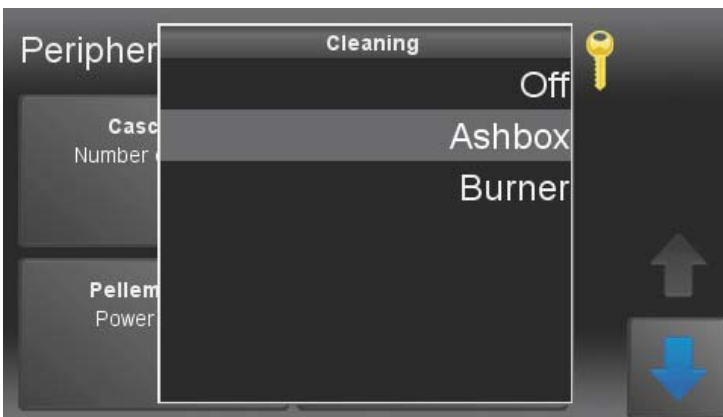 Peripher
Cleaning
Off
Ashbox
Burner
Casc
Number
Pellem
Power